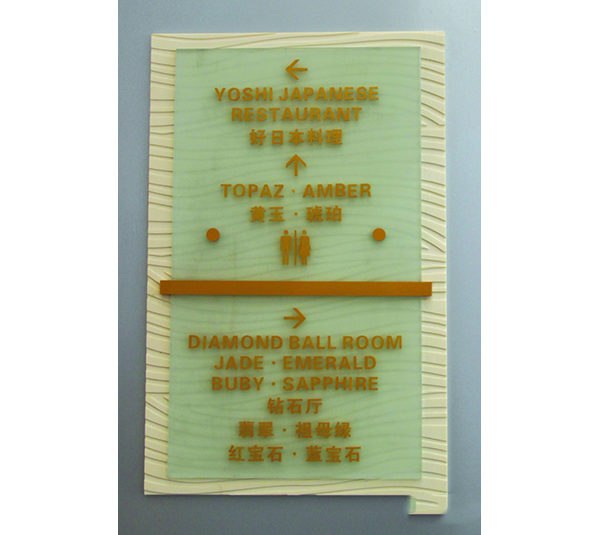 YOSHI JAPANESE
RESTAURANT
好日本料理
TOPAZ · AMBER
黄玉 · 琥珀
DIAMOND BALL ROOM
JADE · EMERALD
BUBY · SAPPHIRE
钻石厅
翡翠 · 祖母缘
红宝石 · 蓝宝石